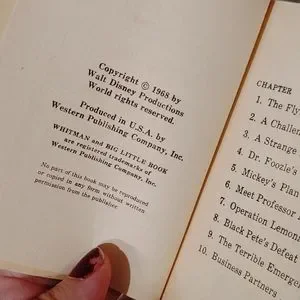 Copyright © 1968 by
Walt Disney Productions
World rights reserved.
Produced in U.S.A. by
Western Publishing Company, Inc.
WHITMAN and BIG LITTLE BOOK
are registered trademarks of
Western Publishing Company, Inc.
No part of this book may be reproduced
or copied in any form without written
permission from the publisher.
CHAPTER
1. The Fly
2. A Challe
3. A Strange
4. Dr. Foozle's
5. Mickey's Plan
6. Meet Professor
7. Operation Lemon
8. Black Pete's Defeat
9. The Terrible Emerge
10. Business Partners